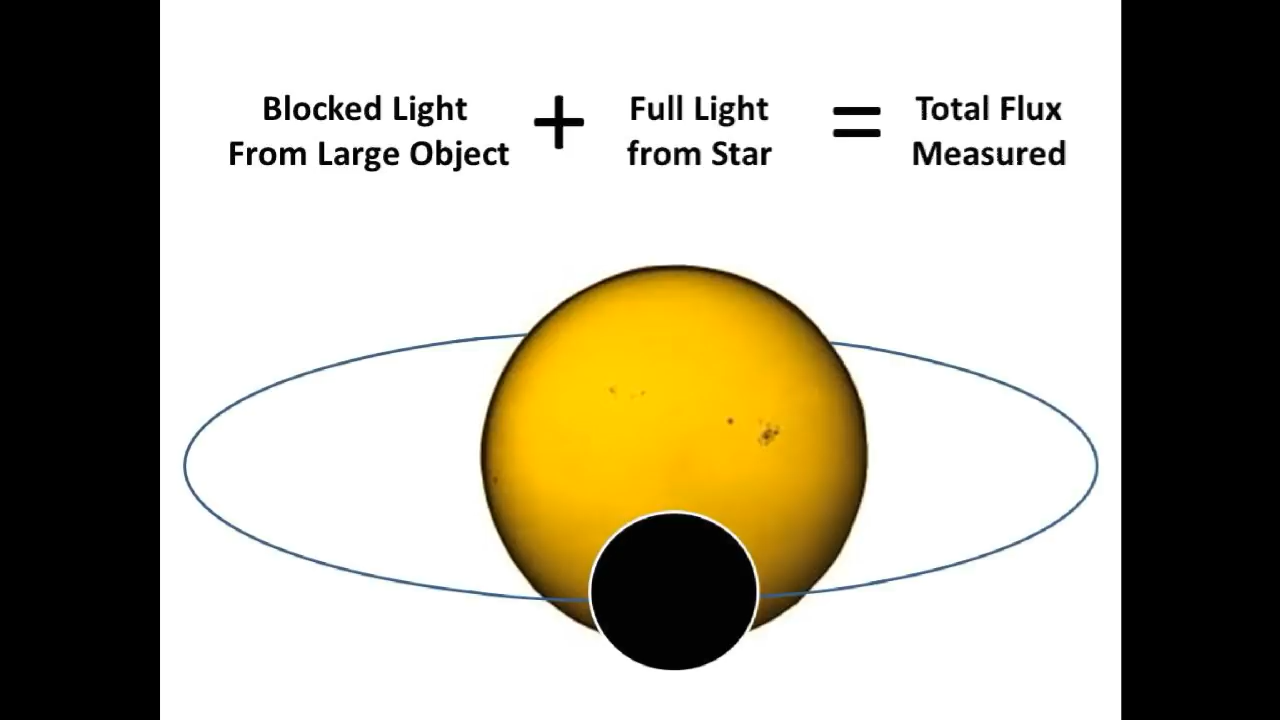 Blocked Light
From Large Object
+
Full Light
from Star
=
Total Flux
Measured